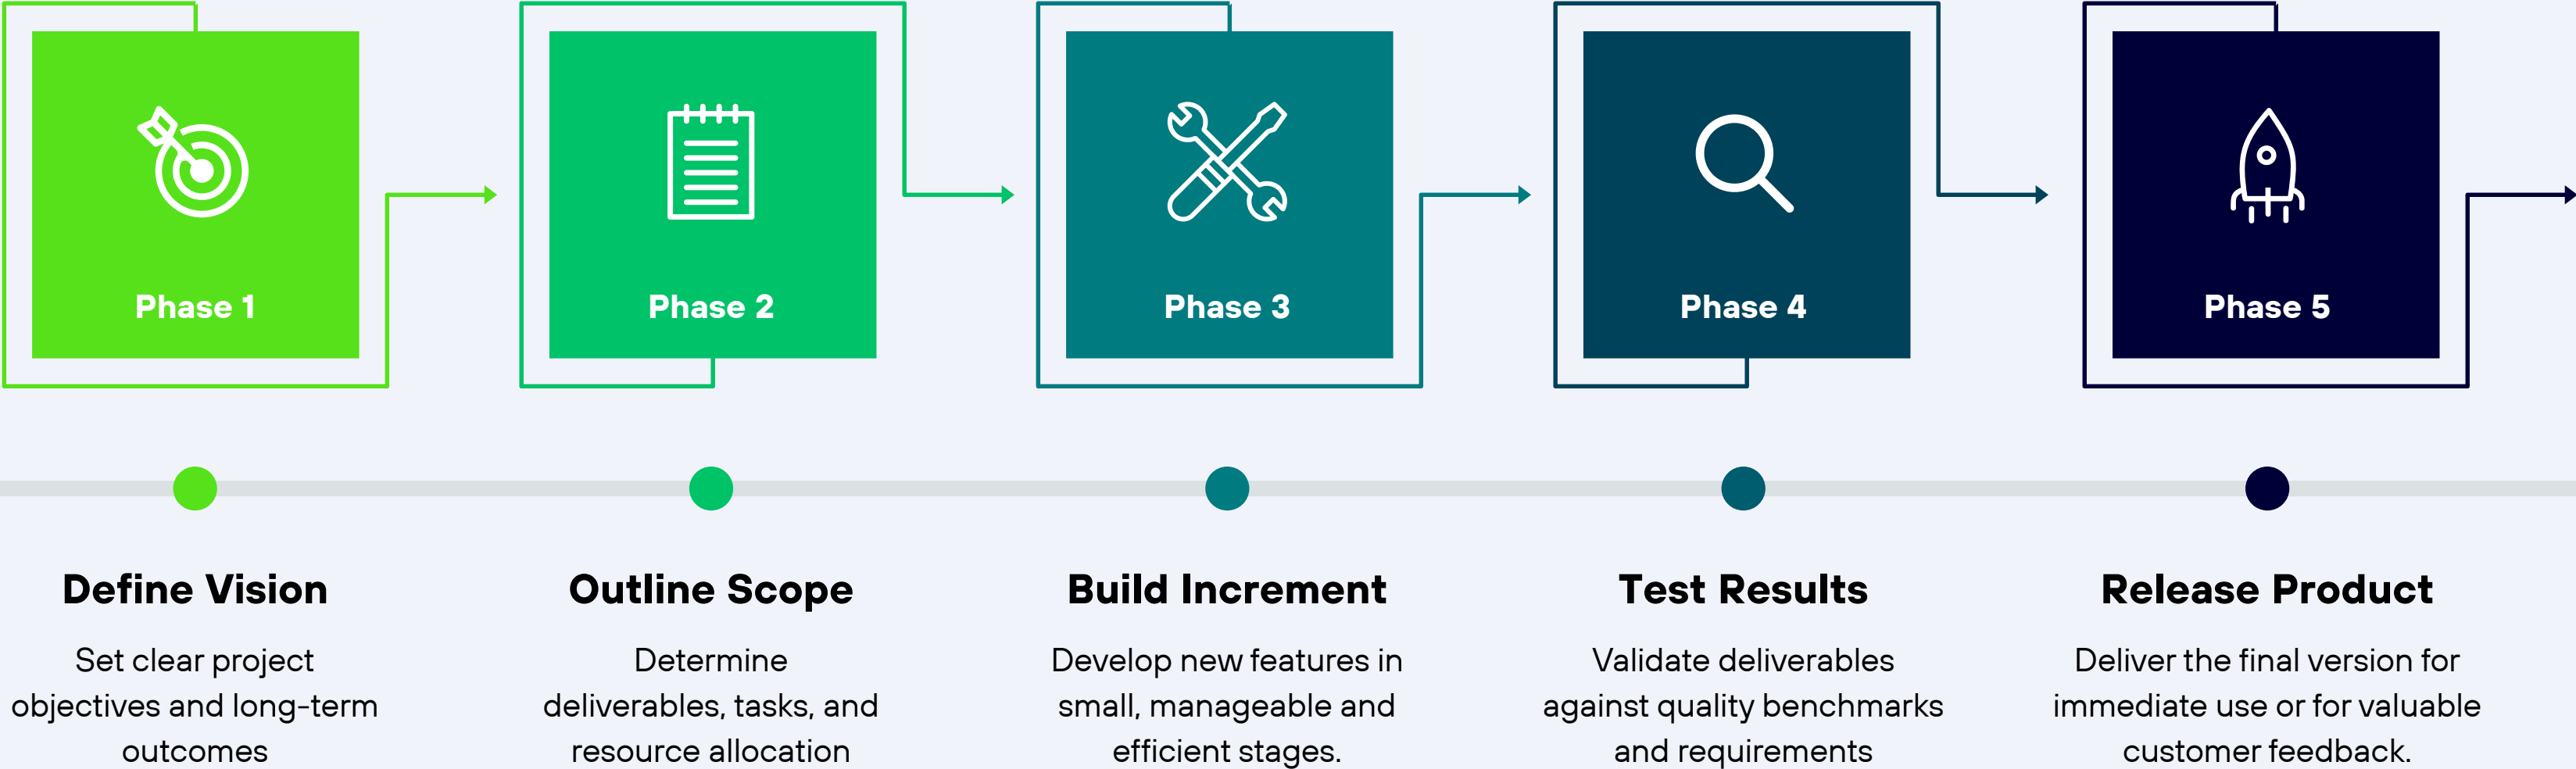 Phase 1
Phase 2
Phase 3
Phase 4
Phase 5
Define Vision
Set clear project
objectives and long-term
outcomes
Outline Scope
Determine
deliverables, tasks, and
resource allocation
Build Increment
Develop new features in
small, manageable and
efficient stages.
Test Results
Validate deliverables
against quality benchmarks
and requirements
Release Product
Deliver the final version for
immediate use or for valuable
customer feedback.